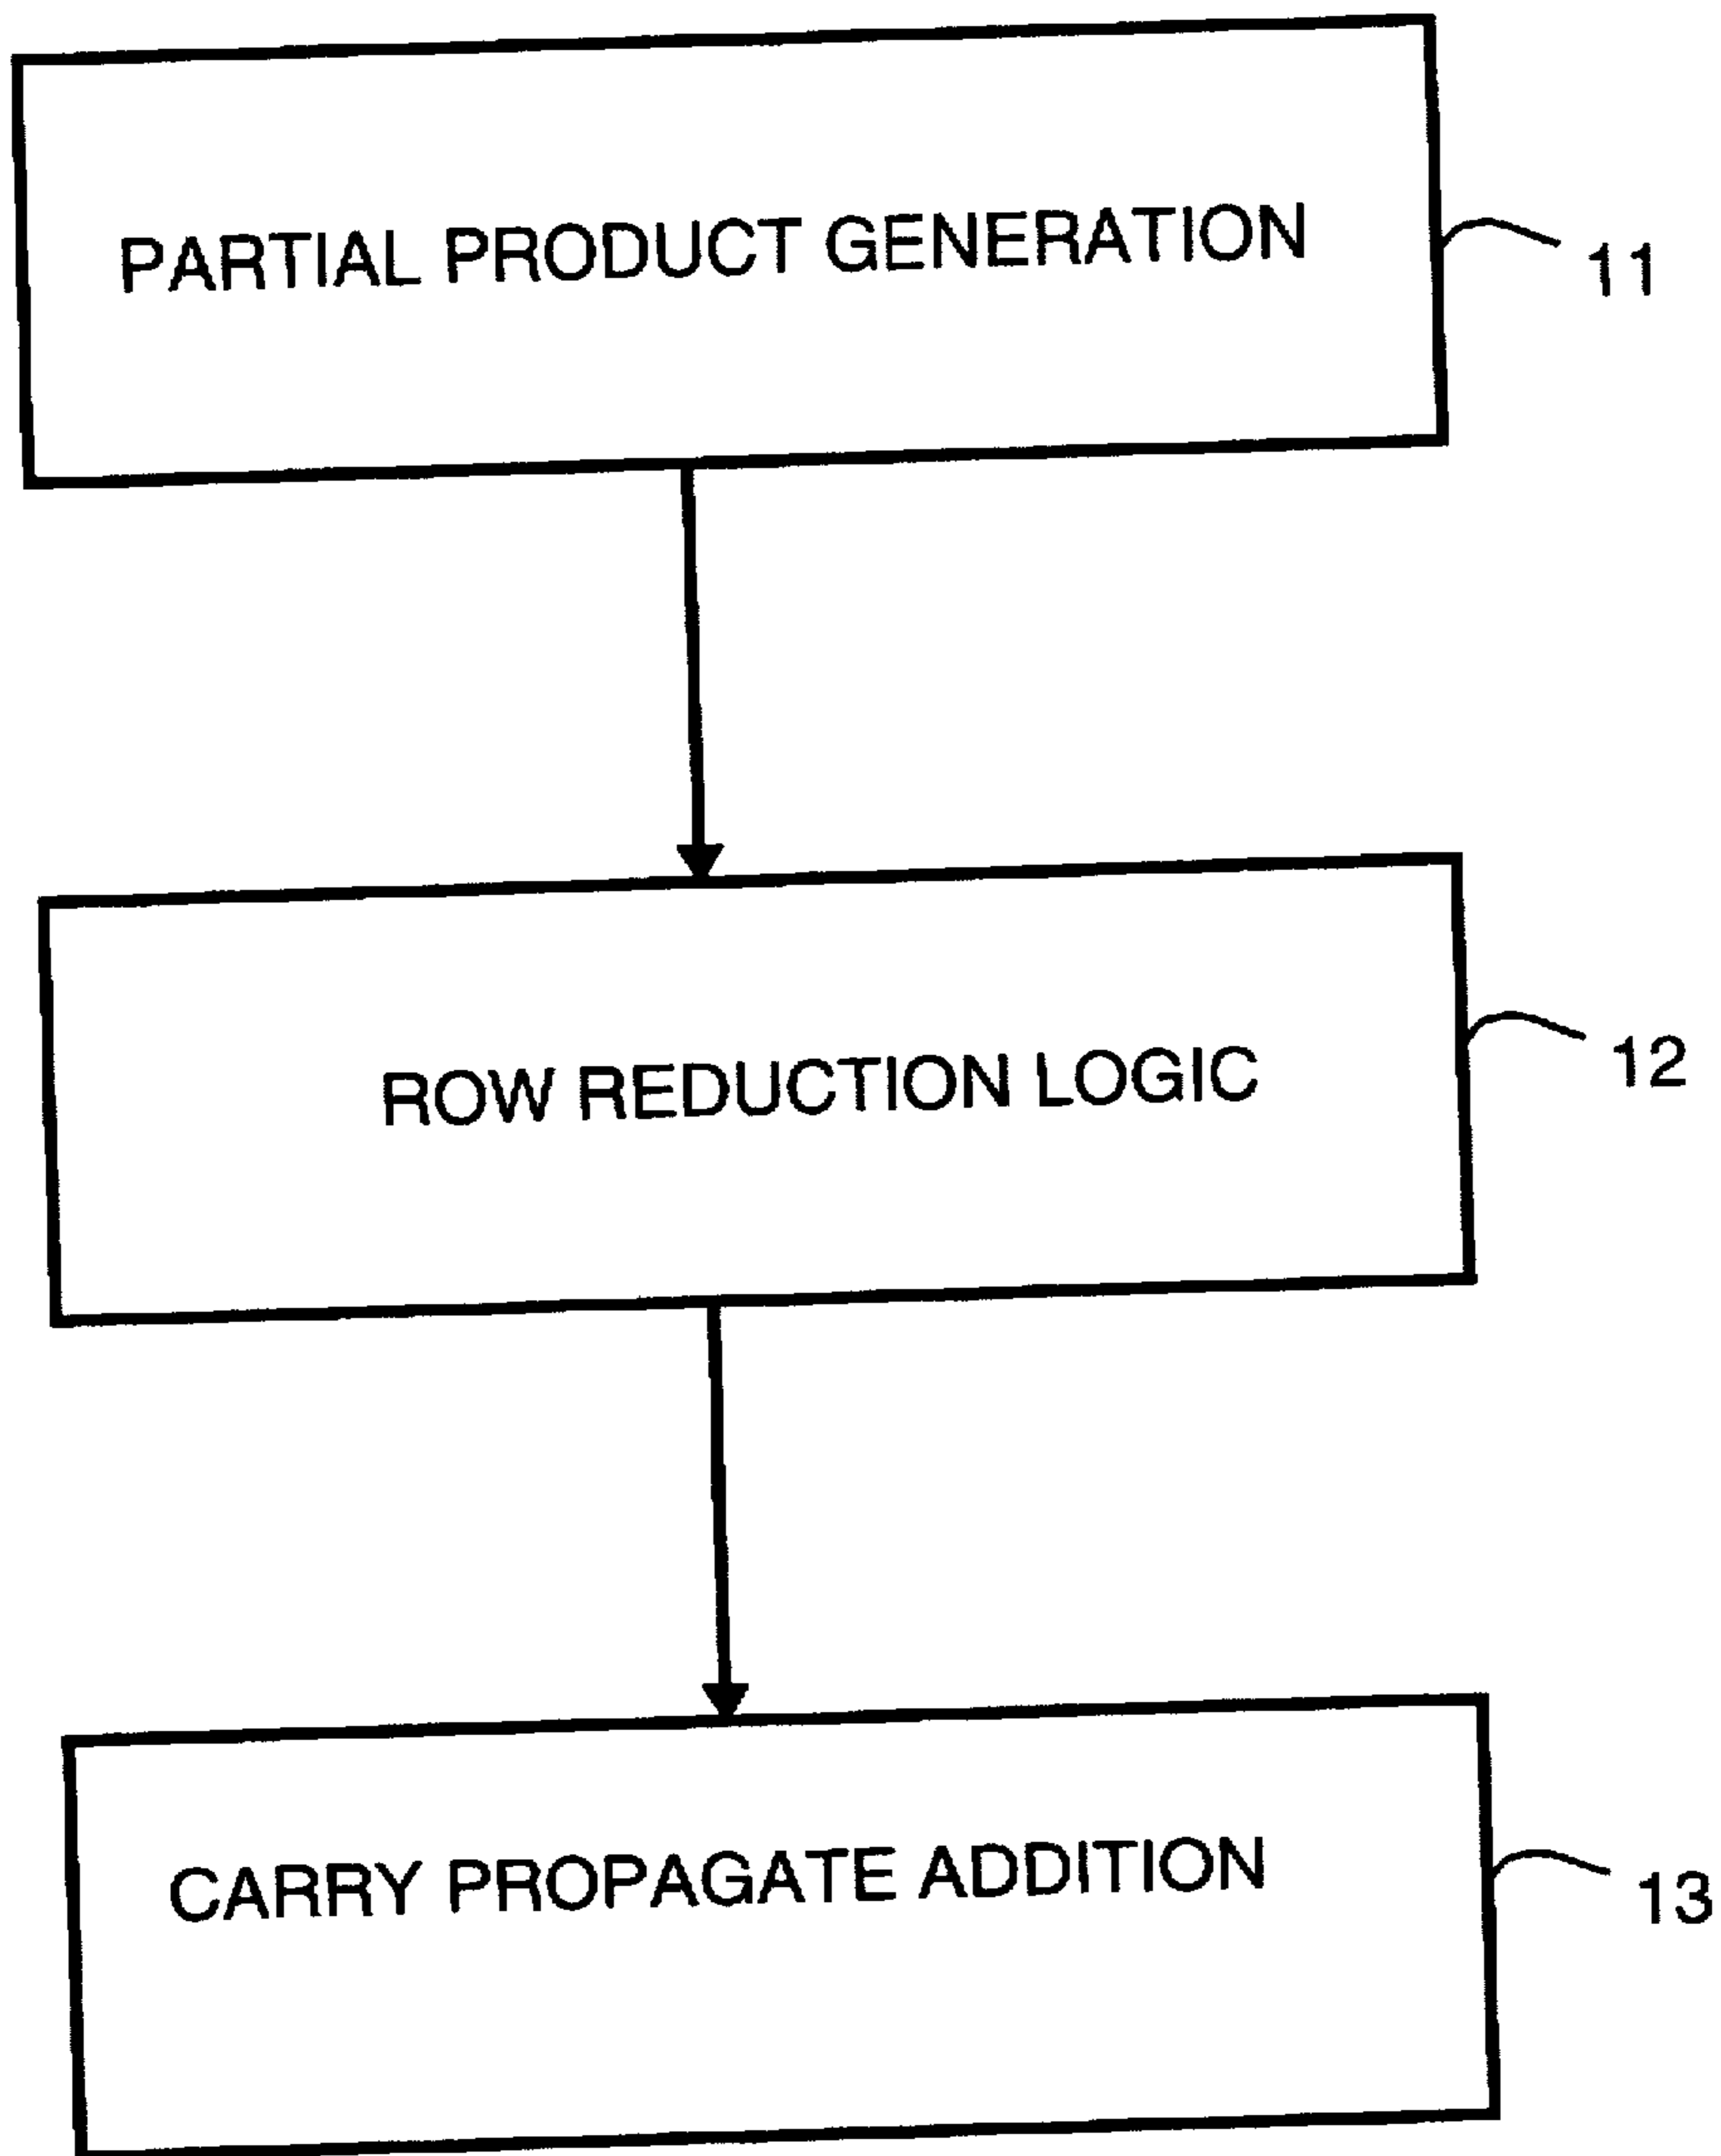 PARTIAL PRODUCT GENERATION
11
ROW REDUCTION LOGIC
12
CARRY PROPAGATE ADDITION
13